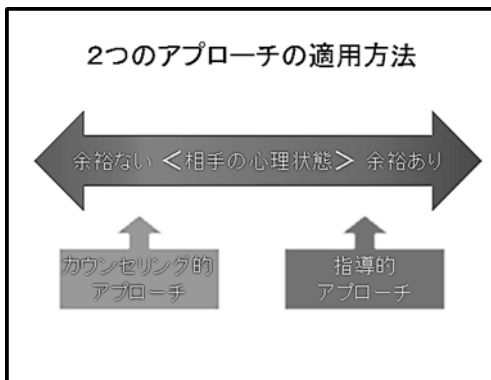 2つのアプローチの適用方法
余裕ない ＜相手の心理状態＞ 余裕あり
カウンセリング的
アプローチ
指導的
アプローチ